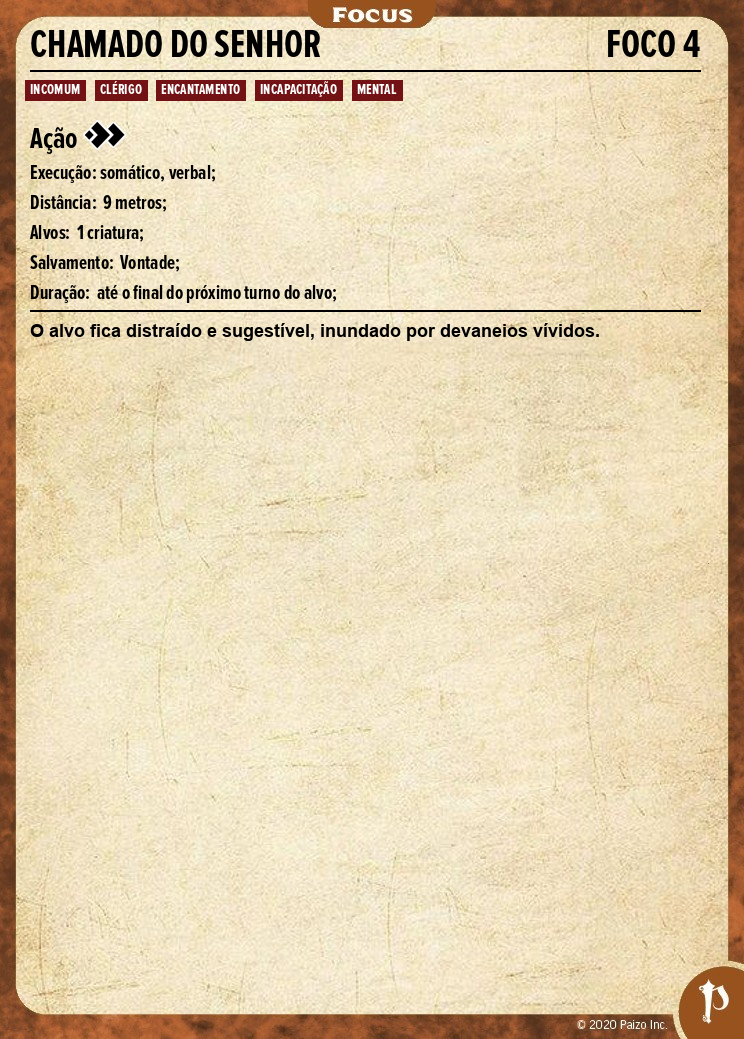 Focus
CHAMADO DO SENHOR FOCO 4
INCOMUM CLÉRIGO ENCANTAMENTO INCAPACITAÇÃO MENTAL
Ação
Execução: somático, verbal;
Distância: 9 metros;
Alvos: 1 criatura;
Salvamento: Vontade;
Duração: até o final do próximo turno do alvo;
O alvo fica distraído e sugestível, inundado por devaneios vívidos.
© 2020 Paizo Inc.
P